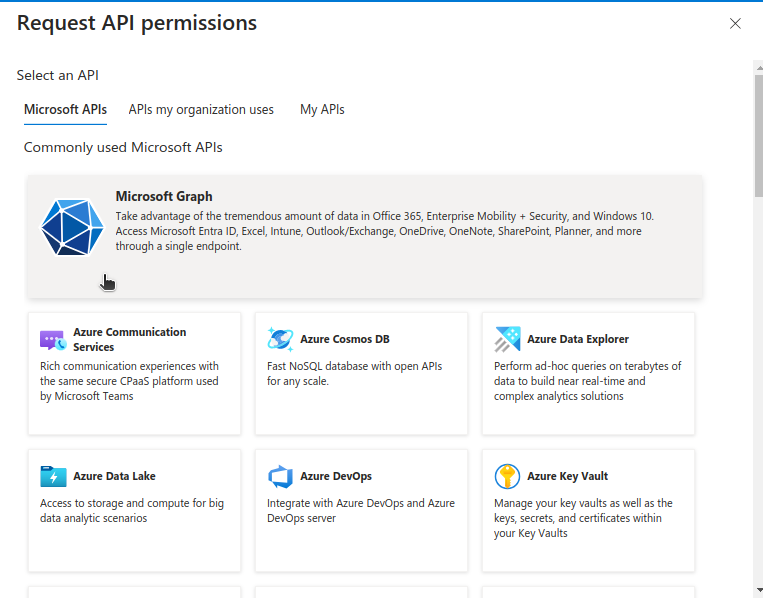 Request API permissions
Select an API
Microsoft APIs
APIs my organization uses
My APIs
Commonly used Microsoft APIs
Microsoft Graph
Take advantage of the tremendous amount of data in Office 365, Enterprise Mobility + Security, and Windows 10.
Access Microsoft Entra ID, Excel, Intune, Outlook/Exchange, OneDrive, OneNote, SharePoint, Planner, and more
through a single endpoint.
Azure Communication
Services
Rich communication experiences with
the same secure CPaaS platform used
by Microsoft Teams
Azure Cosmos DB
Fast NoSQL database with open APIs
for any scale.
Azure Data Explorer
Perform ad-hoc queries on terabytes of
data to build near real-time and
complex analytics solutions
Azure Data Lake
Access to storage and compute for big
data analytic scenarios
Azure DevOps
Integrate with Azure DevOps and Azure
DevOps server
Azure Key Vault
Manage your key vaults as well as the
keys, secrets, and certificates within
your Key Vaults